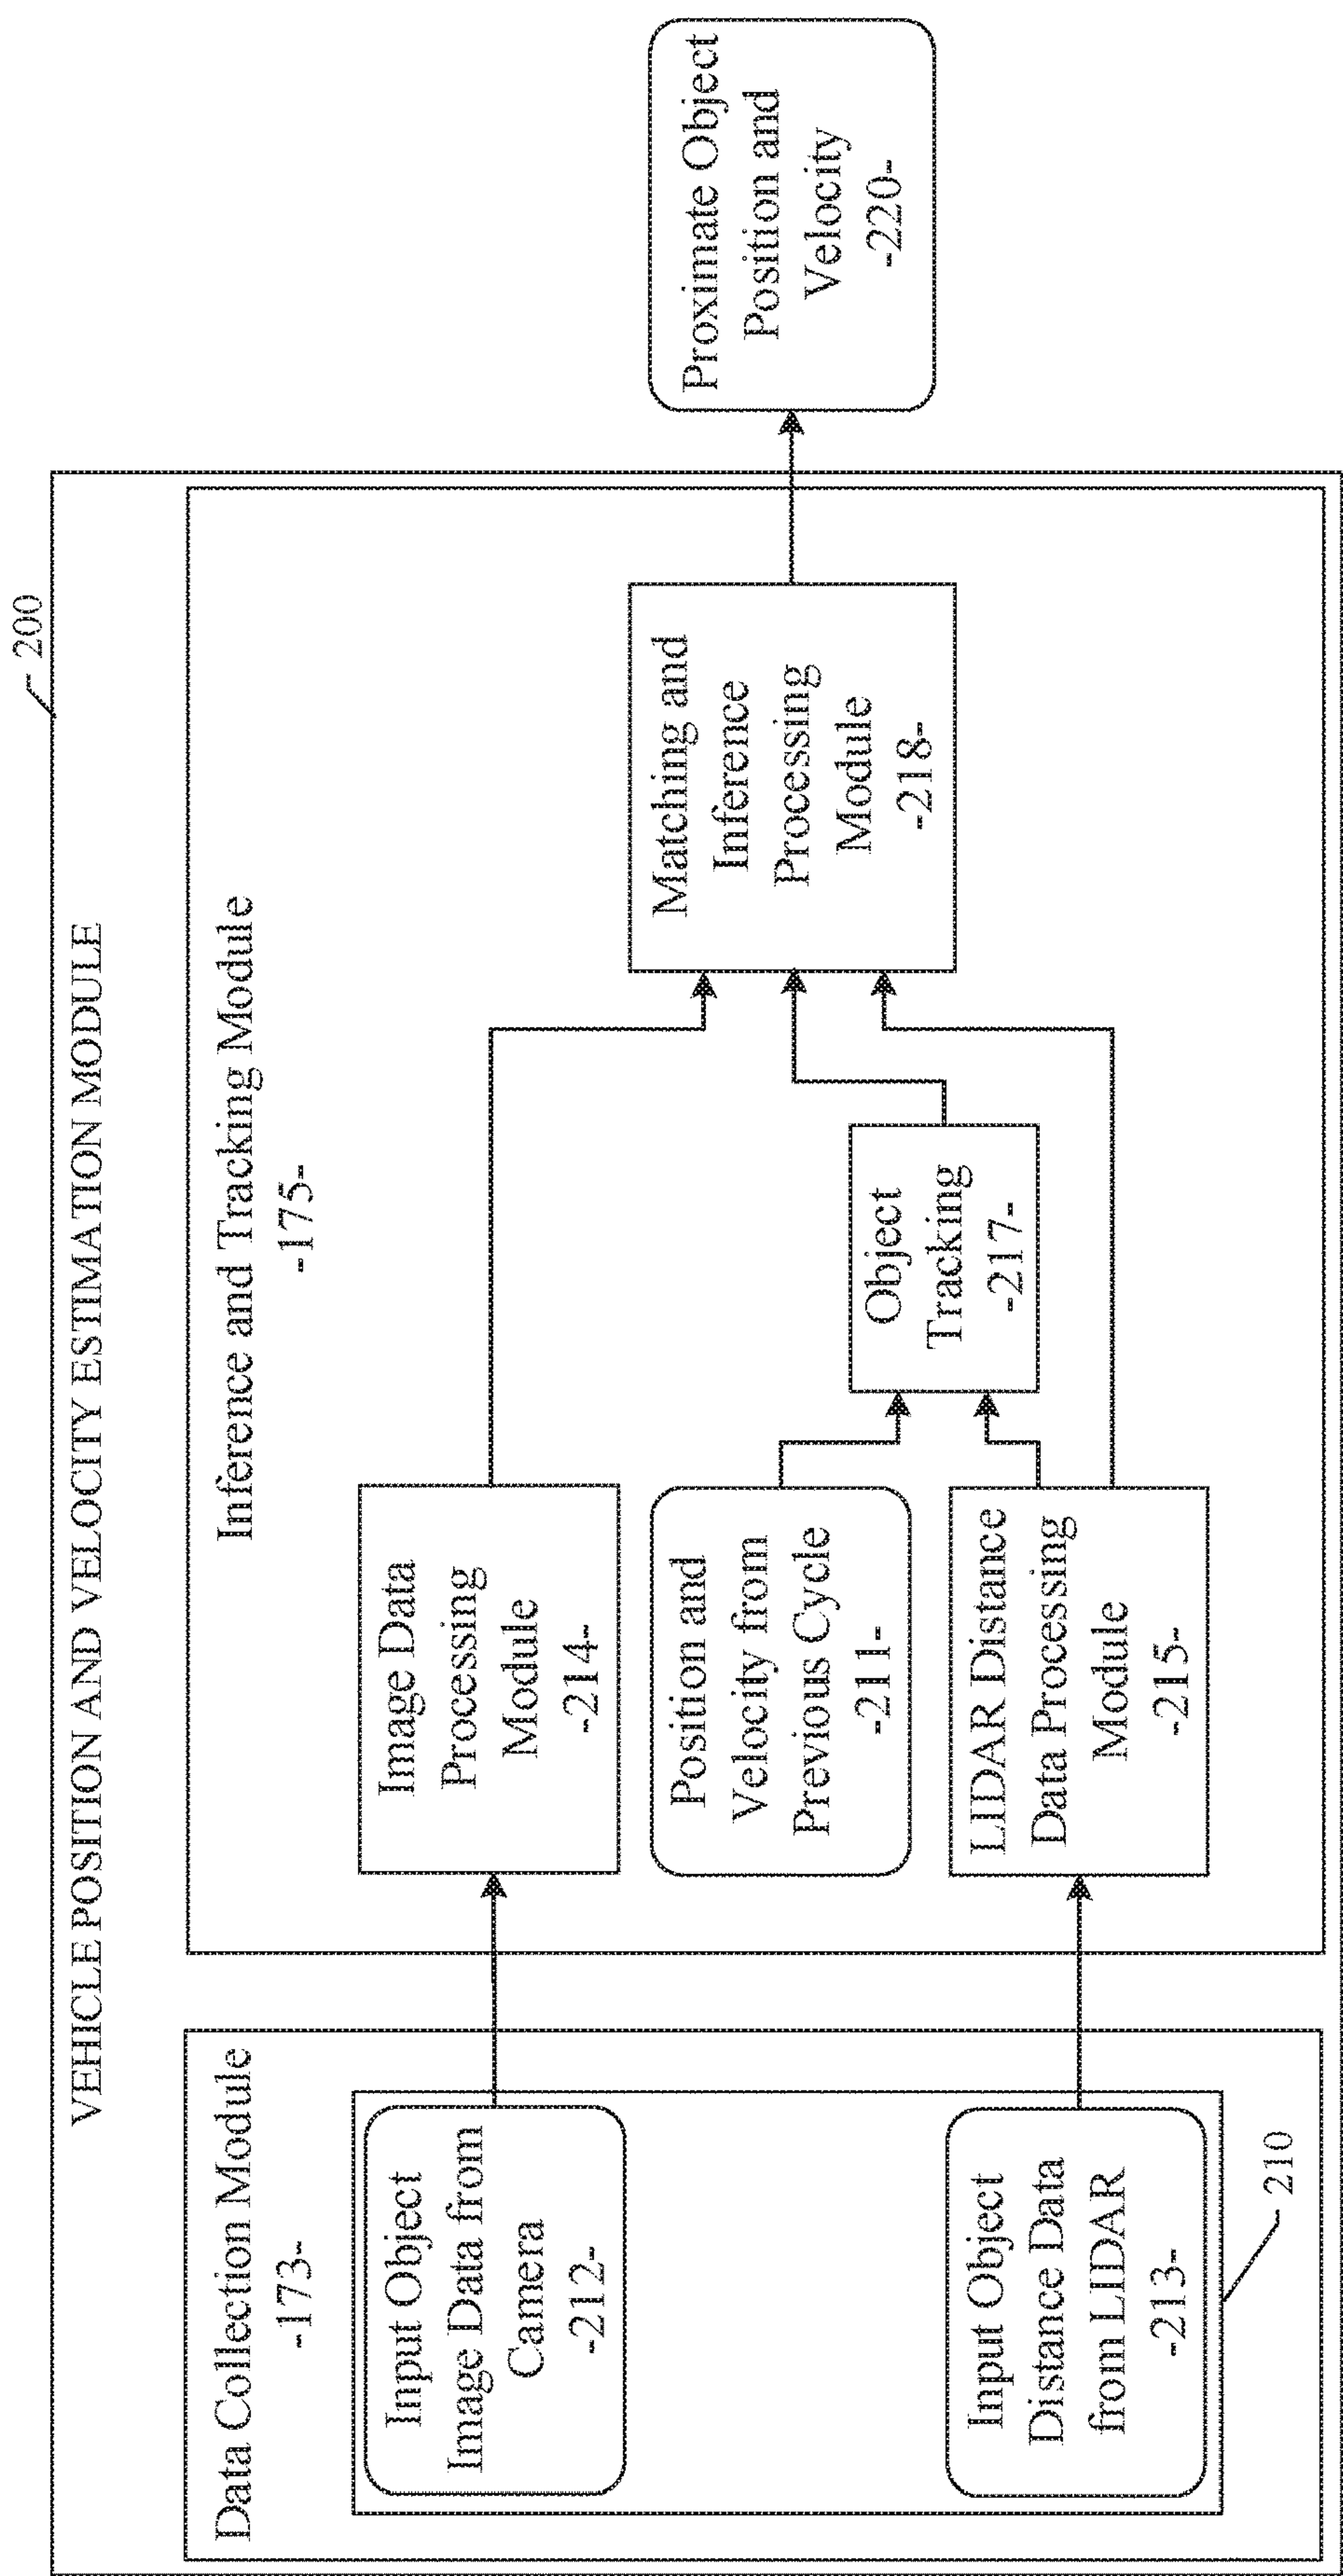 200
VEHICLE POSITION AND VELOCITY ESTIMATION MODULE
Data Collection Module
-173-
Input Object
Image Data from
Camera
-212-
Input Object
Distance Data
from LIDAR
-213-
210
Inference and Tracking Module
-175-
Image Data
Processing
Module
-214-
Position and
Velocity from
Previous Cycle
-211-
LIDAR Distance
Data Processing
Module
-215-
Object
Tracking
-217-
Matching and
Inference
Processing
Module
-218-
Proximate Object
Position and
Velocity
-220-